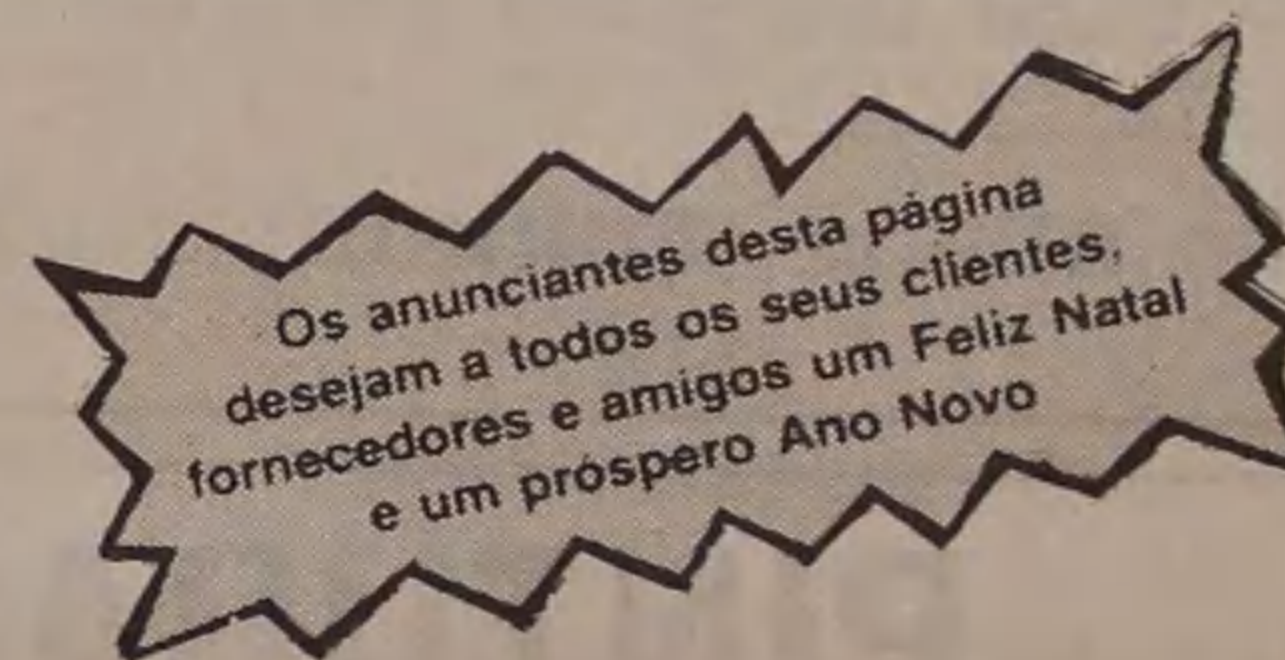 Os anunciantes desta página
desejam a todos os seus clientes,
fornecedores e amigos um Feliz Natal
e um próspero Ano Novo